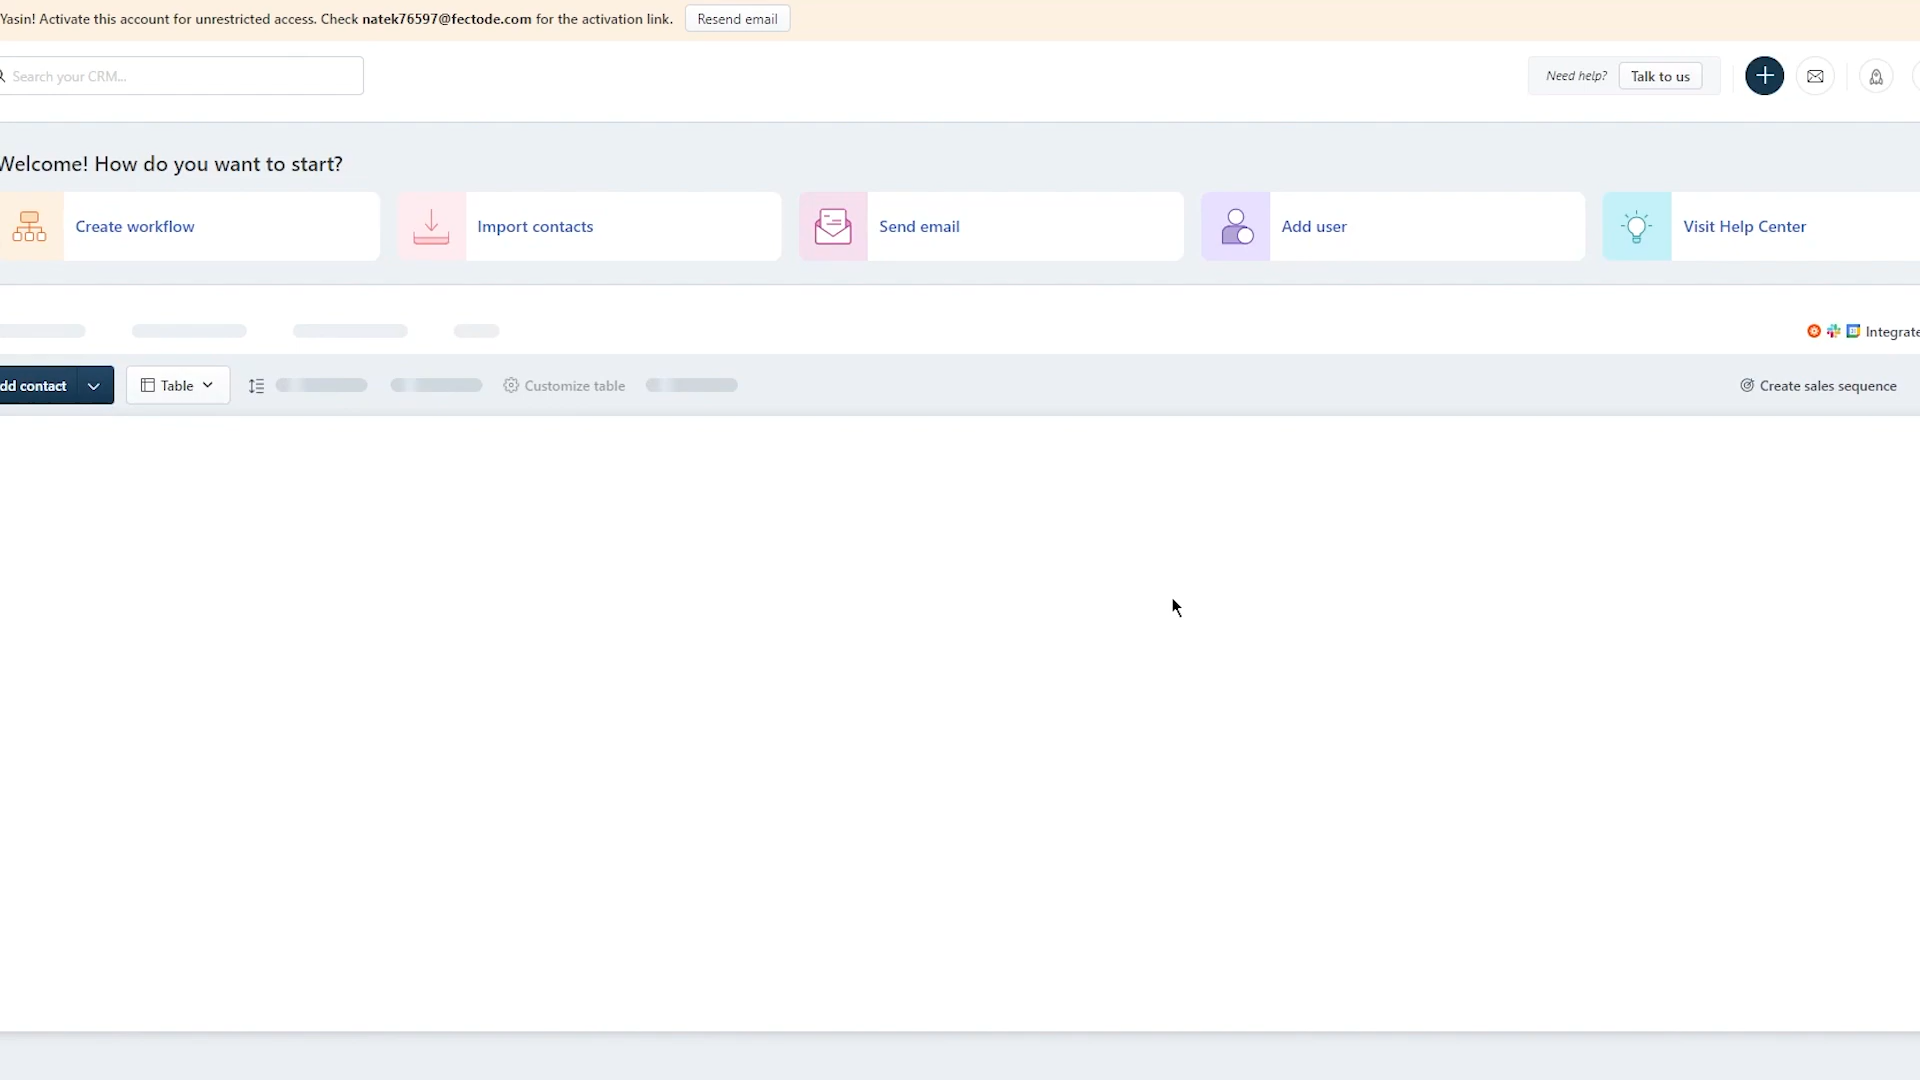 Yasin! Activate this account for unrestricted access. Check natek76597@fectode.com for the activation link. Resend email
Search your CRM...
Need help? Talk to us
Welcome! How do you want to start?
Create workflow
Import contacts
Send email
Add user
Visit Help Center
Integrate
dd contact
Table
Customize table
Create sales sequence